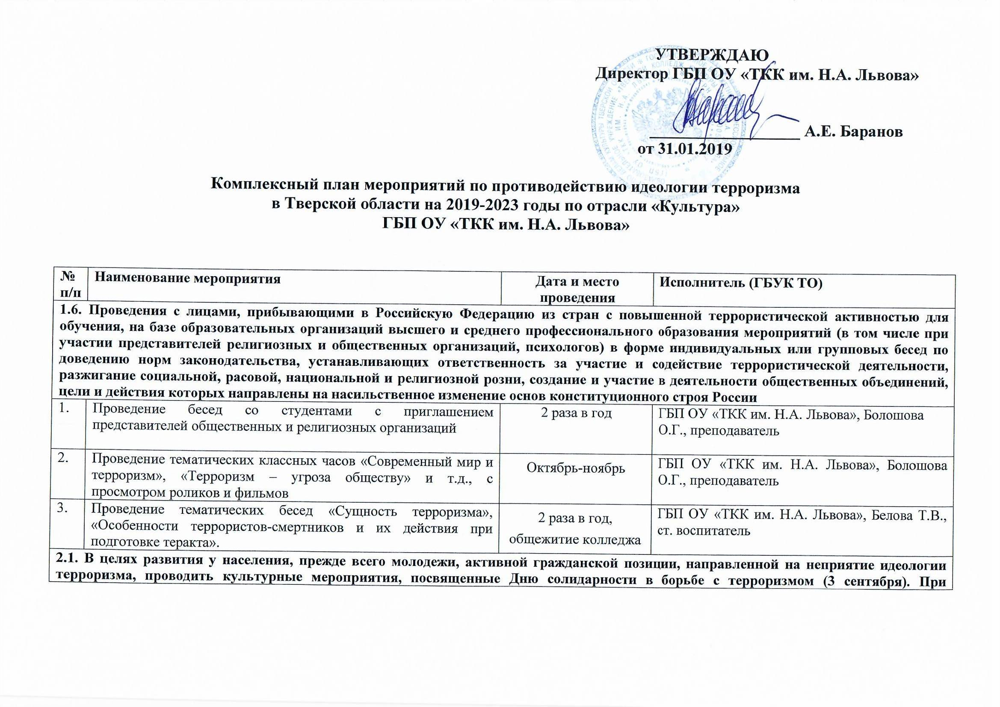 УТВЕРЖДАЮ
Директор ГБП ОУ «ТКК им. Н.А. Львова»
А.Е. Баранов
от 31.01.2019
Комплексный план мероприятий по противодействию идеологии терроризма
в Тверской области на 2019-2023 годы по отрасли «Культура»
ГБП ОУ «ТКК им. Н.А. Львова»
№ п/п
Наименование мероприятия
Дата и место
проведения
Исполнитель (ГБУК ТО)
1.6. Проведения с лицами, прибывающими в Российскую Федерацию из стран с повышенной террористической активностью для
обучения, на базе образовательных организаций высшего и среднего профессионального образования мероприятий (в том числе при
участии представителей религиозных и общественных организаций, психологов) в форме индивидуальных или групповых бесед по
доведению норм законодательства, устанавливающих ответственность за участие и содействие террористической деятельности,
разжигание социальной, расовой, национальной и религиозной розни, создание и участие в деятельности общественных объединений,
цели и действия которых направлены на насильственное изменение основ конституционного строя России
1.
Проведение бесед со студентами с приглашением
представителей общественных и религиозных организаций
2 раза в год
ГБП ОУ «ТКК им. Н.А. Львова», Болошова
О.Г., преподаватель
2.
Проведение тематических классных часов «Современный мир и
терроризм», «Терроризм – угроза обществу» и т.д., с
просмотром роликов и фильмов
Октябрь-ноябрь
ГБП ОУ «ТКК им. Н.А. Львова», Болошова
О.Г., преподаватель
3.
Проведение тематических бесед «Сущность терроризма»,
«Особенности террористов-смертников и их действия при
подготовке теракта».
2 раза в год,
общежитие колледжа
ГБП ОУ «ТКК им. Н.А. Львова», Белова Т.В.,
ст. воспитатель
2.1. В целях развития у населения, прежде всего молодежи, активной гражданской позиции, направленной на неприятие идеологии
терроризма, проводить культурные мероприятия, посвященные Дню солидарности в борьбе с терроризмом (3 сентября). При